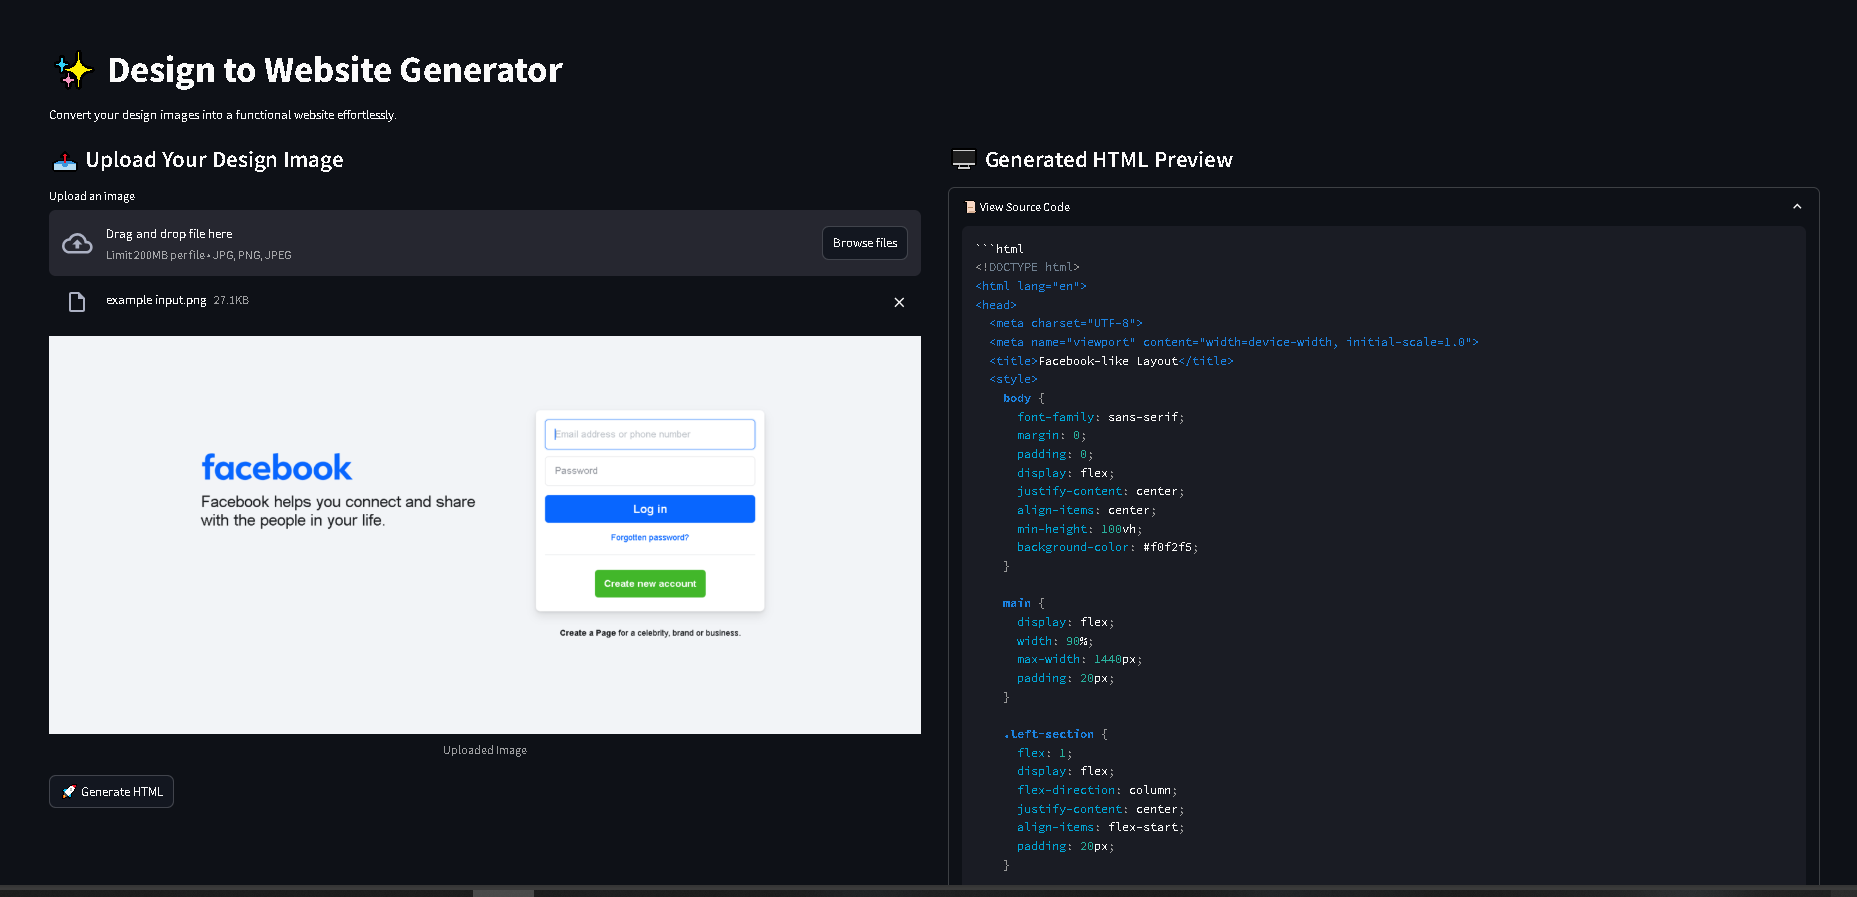 Design to Website Generator
Convert your design images into a functional website effortlessly.
Upload Your Design Image
Upload an image
Drag and drop file here
Limit 200MB per file • JPG, PNG, JPEG
Browse files
example input.png 27.1KB
facebook
Facebook helps you connect and share
with the people in your life.
Email address or phone number
Password
Log in
Forgotten password?
Create new account
Create a Page for a celebrity, brand or business.
Uploaded Image
Generate HTML
Generated HTML Preview
View Source Code
```html
<!DOCTYPE html>
<html lang="en">
<head>
  <meta charset="UTF-8">
  <meta name="viewport" content="width=device-width, initial-scale=1.0">
  <title>Facebook-like Layout</title>
  <style>
    body {
      font-family: sans-serif;
      margin: 0;
      padding: 0;
      display: flex;
      justify-content: center;
      align-items: center;
      min-height: 100vh;
      background-color: #f0f2f5;
    }
    main {
      display: flex;
      width: 90%;
      max-width: 1440px;
      padding: 20px;
    }
    .left-section {
      flex: 1;
      display: flex;
      flex-direction: column;
      justify-content: center;
      align-items: flex-start;
      padding: 20px;
    }